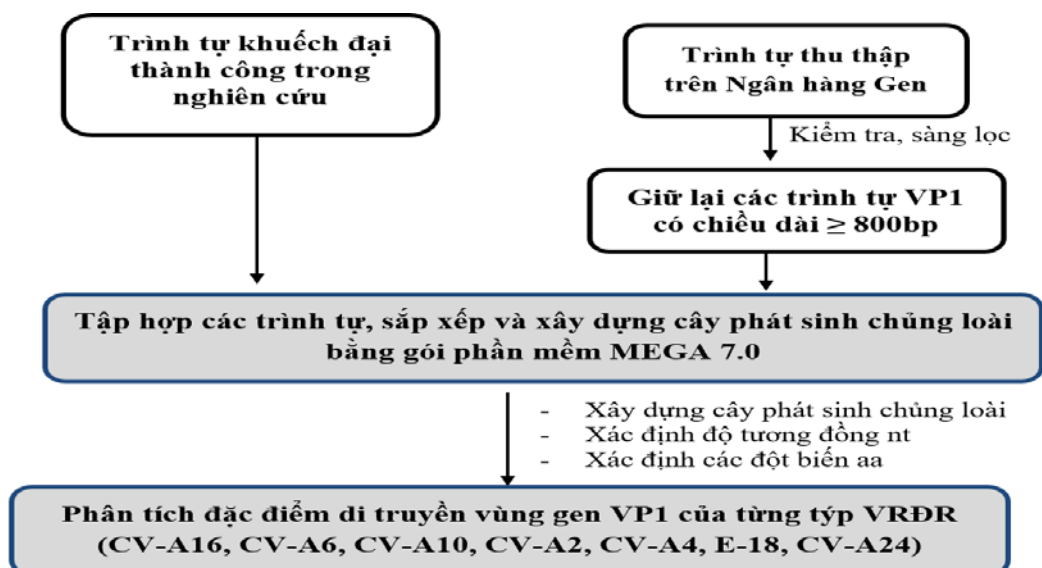 Trình tự khuếch đại
thành công trong
nghiên cứu
Trình tự thu thập
trên Ngân hàng Gen
Kiểm tra, sàng lọc
Giữ lại các trình tự VP1
có chiều dài ≥ 800bp
Tập hợp các trình tự, sắp xếp và xây dựng cây phát sinh chủng loài
bằng gói phần mềm MEGA 7.0
- Xây dựng cây phát sinh chủng loài
- Xác định độ tương đồng nt
- Xác định các đột biến aa
Phân tích đặc điểm di truyền vùng gen VP1 của từng týp VRĐR
(CV-A16, CV-A6, CV-A10, CV-A2, CV-A4, E-18, CV-A24)